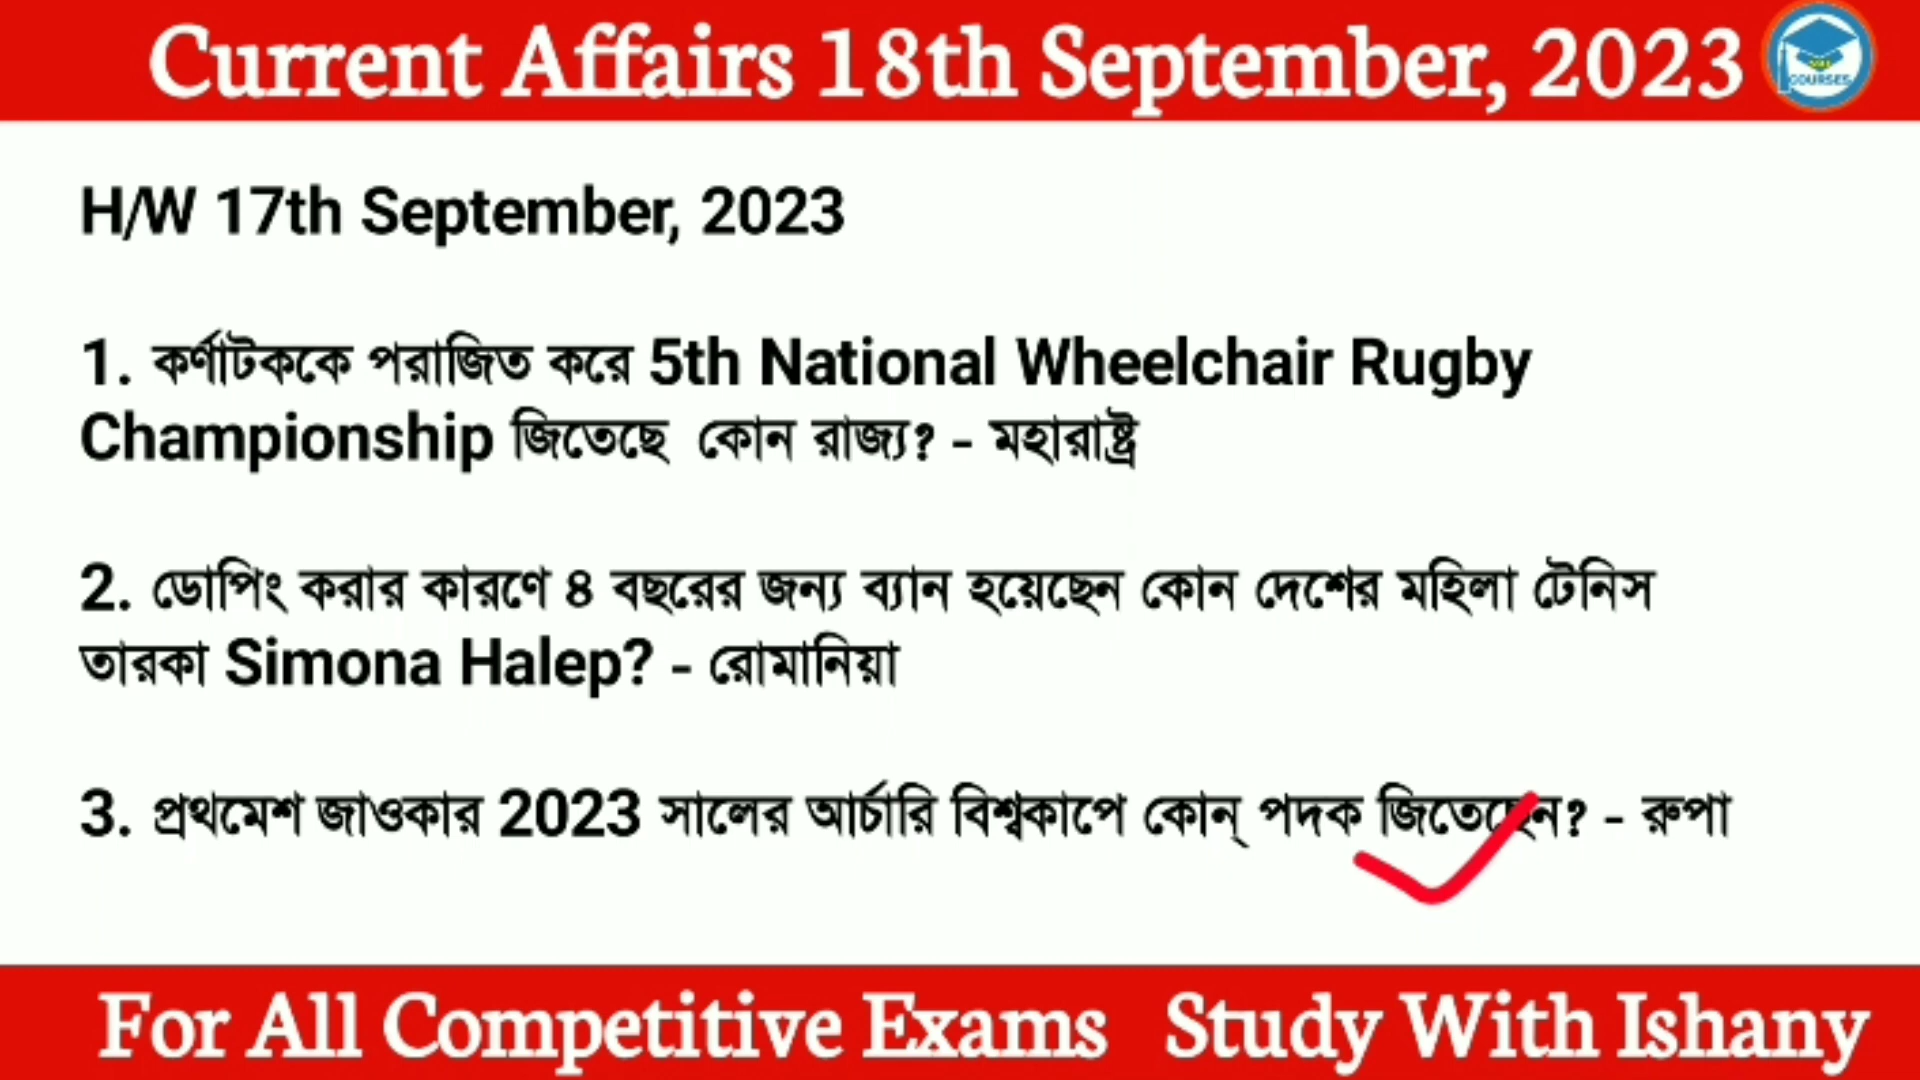 Current Affairs 18th September, 2023
COURSES
H/W 17th September, 2023
1. কর্ণাটককে পরাজিত করে 5th National Wheelchair Rugby
Championship জিতেছে কোন রাজ্য? - মহারাষ্ট্র
2. ডোপিং করার কারণে ৪ বছরের জন্য ব্যান হয়েছেন কোন দেশের মহিলা টেনিস
তারকা Simona Halep? - রোমানিয়া
3. প্রথমেশ জাওকার 2023 সালের আর্চারি বিশ্বকাপে কোন্ পদক জিতেছেন? - রুপা
For All Competitive Exams Study With Ishany